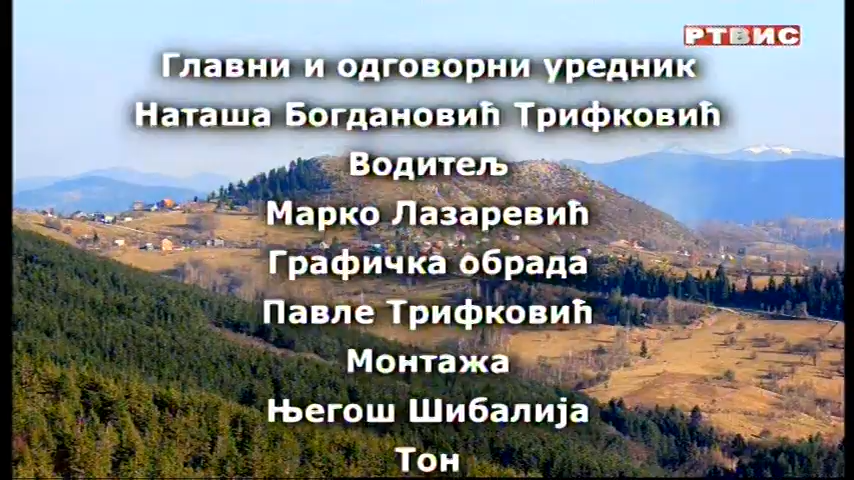 РТВИС
Главни и одговорни уредник
Наташа Богдановић Трифковић
Водитељ
Марко Лазаревић
Графичка обрада
Павле Трифковић
Монтажа
Његош Шибалија
Тон